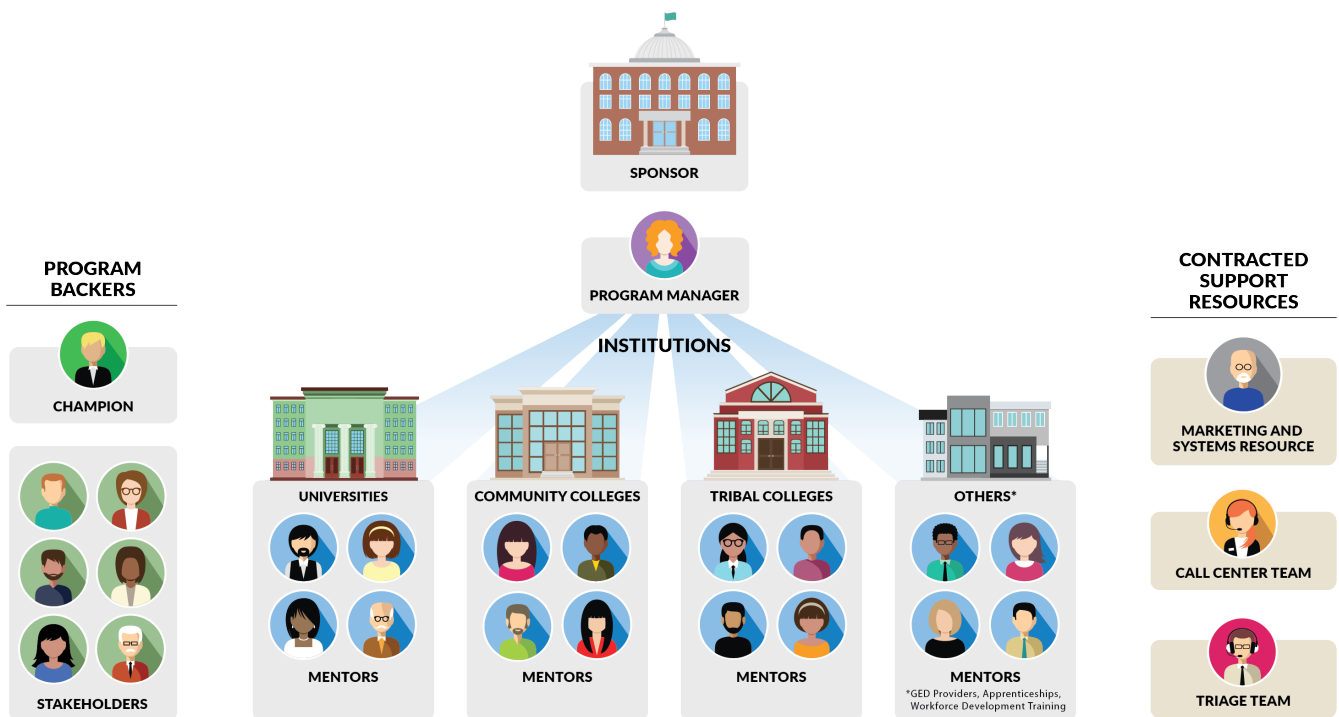 SPONSOR
PROGRAM MANAGER
INSTITUTIONS
PROGRAM
BACKERS
CHAMPION
STAKEHOLDERS
UNIVERSITIES
MENTORS
COMMUNITY COLLEGES
MENTORS
TRIBAL COLLEGES
MENTORS
OTHERS*
MENTORS
*GED Providers, Apprenticeships,
Workforce Development Training
CONTRACTED
SUPPORT
RESOURCES
MARKETING AND
SYSTEMS RESOURCE
CALL CENTER TEAM
TRIAGE TEAM